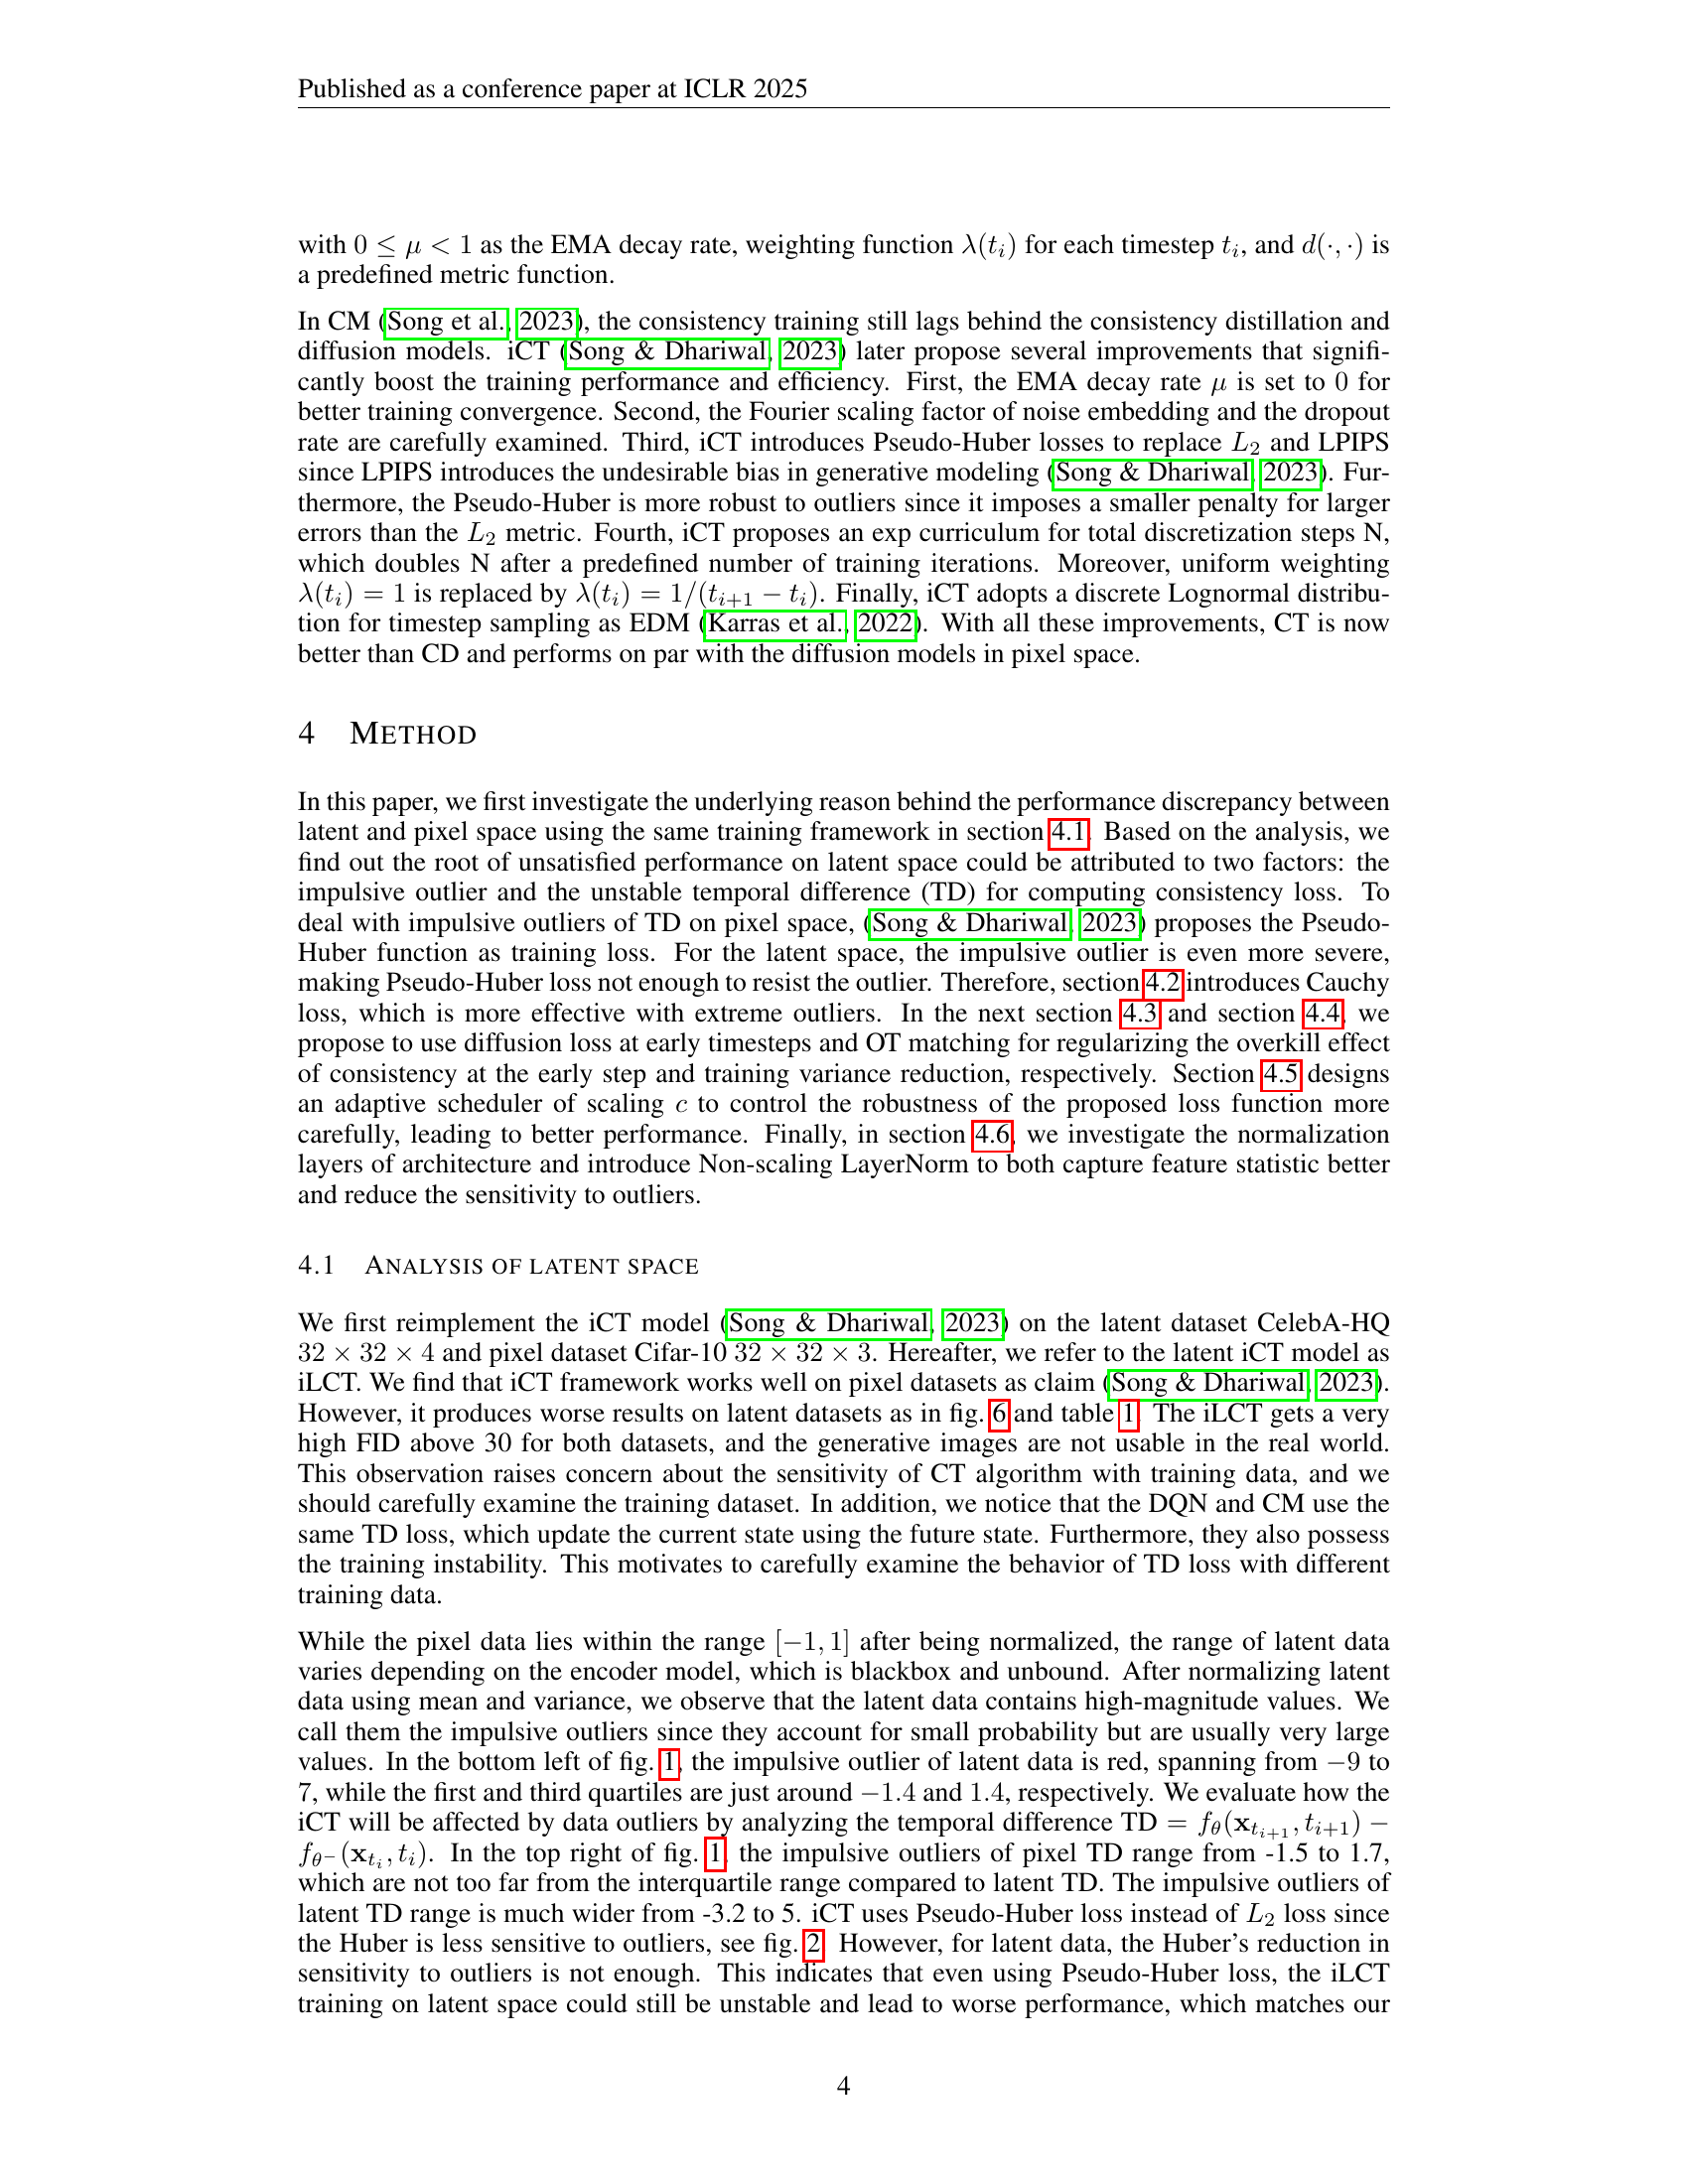 Published as a conference paper at ICLR 2025
with 0 ≤ μ < 1 as the EMA decay rate, weighting function λ(t_i) for each timestep t_i, and d(·, ·) is
a predefined metric function.
In CM (Song et al., 2023), the consistency training still lags behind the consistency distillation and
diffusion models. iCT (Song & Dhariwal, 2023) later propose several improvements that signifi-
cantly boost the training performance and efficiency. First, the EMA decay rate μ is set to 0 for
better training convergence. Second, the Fourier scaling factor of noise embedding and the dropout
rate are carefully examined. Third, iCT introduces Pseudo-Huber losses to replace L_2 and LPIPS
since LPIPS introduces the undesirable bias in generative modeling (Song & Dhariwal, 2023). Fur-
thermore, the Pseudo-Huber is more robust to outliers since it imposes a smaller penalty for larger
errors than the L_2 metric. Fourth, iCT proposes an exp curriculum for total discretization steps N,
which doubles N after a predefined number of training iterations. Moreover, uniform weighting
λ(t_i) = 1 is replaced by λ(t_i) = 1/(t_{i+1} − t_i). Finally, iCT adopts a discrete Lognormal distribu-
tion for timestep sampling as EDM (Karras et al., 2022). With all these improvements, CT is now
better than CD and performs on par with the diffusion models in pixel space.
4 METHOD
In this paper, we first investigate the underlying reason behind the performance discrepancy between
latent and pixel space using the same training framework in section 4.1. Based on the analysis, we
find out the root of unsatisfied performance on latent space could be attributed to two factors: the
impulsive outlier and the unstable temporal difference (TD) for computing consistency loss. To
deal with impulsive outliers of TD on pixel space, (Song & Dhariwal, 2023) proposes the Pseudo-
Huber function as training loss. For the latent space, the impulsive outlier is even more severe,
making Pseudo-Huber loss not enough to resist the outlier. Therefore, section 4.2 introduces Cauchy
loss, which is more effective with extreme outliers. In the next section 4.3 and section 4.4, we
propose to use diffusion loss at early timesteps and OT matching for regularizing the overkill effect
of consistency at the early step and training variance reduction, respectively. Section 4.5 designs
an adaptive scheduler of scaling c to control the robustness of the proposed loss function more
carefully, leading to better performance. Finally, in section 4.6, we investigate the normalization
layers of architecture and introduce Non-scaling LayerNorm to both capture feature statistic better
and reduce the sensitivity to outliers.
4.1 ANALYSIS OF LATENT SPACE
We first reimplement the iCT model (Song & Dhariwal, 2023) on the latent dataset CelebA-HQ
32 × 32 × 4 and pixel dataset Cifar-10 32 × 32 × 3. Hereafter, we refer to the latent iCT model as
iLCT. We find that iCT framework works well on pixel datasets as claim (Song & Dhariwal, 2023).
However, it produces worse results on latent datasets as in fig. 6 and table 1. The iLCT gets a very
high FID above 30 for both datasets, and the generative images are not usable in the real world.
This observation raises concern about the sensitivity of CT algorithm with training data, and we
should carefully examine the training dataset. In addition, we notice that the DQN and CM use the
same TD loss, which update the current state using the future state. Furthermore, they also possess
the training instability. This motivates to carefully examine the behavior of TD loss with different
training data.
While the pixel data lies within the range [−1, 1] after being normalized, the range of latent data
varies depending on the encoder model, which is blackbox and unbound. After normalizing latent
data using mean and variance, we observe that the latent data contains high-magnitude values. We
call them the impulsive outliers since they account for small probability but are usually very large
values. In the bottom left of fig. 1, the impulsive outlier of latent data is red, spanning from −9 to
7, while the first and third quartiles are just around −1.4 and 1.4, respectively. We evaluate how the
iCT will be affected by data outliers by analyzing the temporal difference TD = f_θ(x_{t_{i+1}}, t_{i+1}) −
f_{θ^−}(x_{t_i}, t_i). In the top right of fig. 1, the impulsive outliers of pixel TD range from -1.5 to 1.7,
which are not too far from the interquartile range compared to latent TD. The impulsive outliers of
latent TD range is much wider from -3.2 to 5. iCT uses Pseudo-Huber loss instead of L_2 loss since
the Huber is less sensitive to outliers, see fig. 2. However, for latent data, the Huber's reduction in
sensitivity to outliers is not enough. This indicates that even using Pseudo-Huber loss, the iLCT
training on latent space could still be unstable and lead to worse performance, which matches our
4